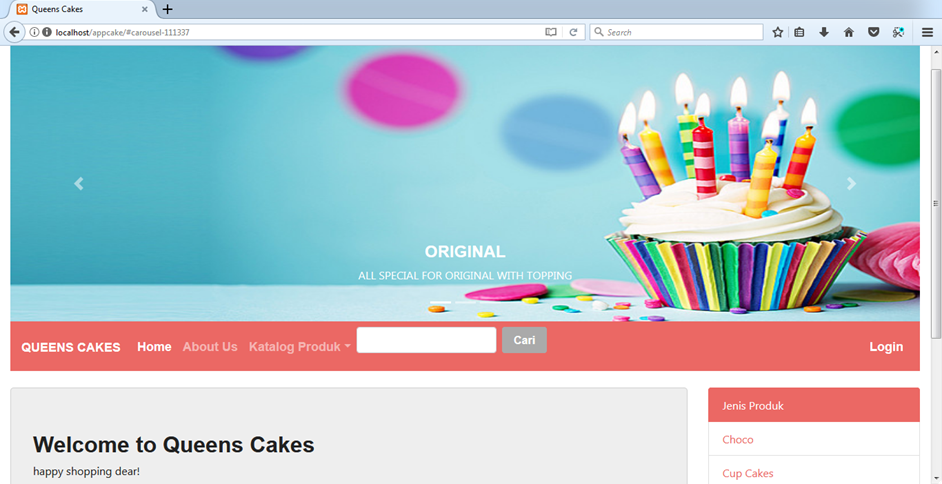 Queens Cakes
localhost/appcake/#carousel-111337
Search
ORIGINAL
ALL SPECIAL FOR ORIGINAL WITH TOPPING
QUEENS CAKES Home About Us Katalog Produk Cari Login
Welcome to Queens Cakes
happy shopping dear!
Jenis Produk
Choco
Cup Cakes